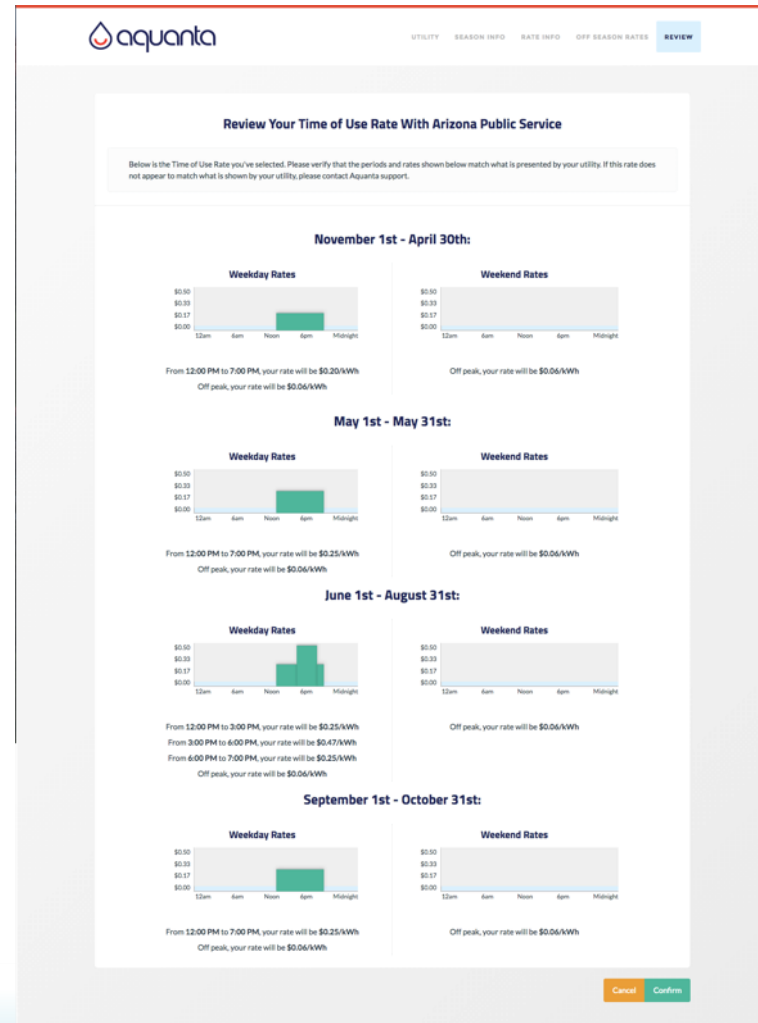 aquanta
UTILITY SEASON INFO RATE INFO OFF SEASON RATES REVIEW
Review Your Time of Use Rate With Arizona Public Service
Below is the Time of Use Rate you've selected. Please verify that the periods and rates shown below match what is presented by your utility. If this rate does
not appear to match what is shown by your utility, please contact Aquanta support.
November 1st - April 30th:
Weekday Rates
$0.50
$0.33
$0.17
$0.00
12am 6am Noon 6pm Midnight
From 12:00 PM to 7:00 PM, your rate will be $0.20/kWh
Off peak, your rate will be $0.06/kWh
Weekend Rates
$0.50
$0.33
$0.17
$0.00
12am 6am Noon 6pm Midnight
Off peak, your rate will be $0.06/kWh
May 1st - May 31st:
Weekday Rates
$0.50
$0.33
$0.17
$0.00
12am 6am Noon 6pm Midnight
From 12:00 PM to 7:00 PM, your rate will be $0.25/kWh
Off peak, your rate will be $0.06/kWh
Weekend Rates
$0.50
$0.33
$0.17
$0.00
12am 6am Noon 6pm Midnight
Off peak, your rate will be $0.06/kWh
June 1st - August 31st:
Weekday Rates
$0.50
$0.33
$0.17
$0.00
12am 6am Noon 6pm Midnight
From 12:00 PM to 3:00 PM, your rate will be $0.25/kWh
From 3:00 PM to 6:00 PM, your rate will be $0.47/kWh
From 6:00 PM to 7:00 PM, your rate will be $0.25/kWh
Off peak, your rate will be $0.06/kWh
Weekend Rates
$0.50
$0.33
$0.17
$0.00
12am 6am Noon 6pm Midnight
Off peak, your rate will be $0.06/kWh
September 1st - October 31st:
Weekday Rates
$0.50
$0.33
$0.17
$0.00
12am 6am Noon 6pm Midnight
From 12:00 PM to 7:00 PM, your rate will be $0.25/kWh
Off peak, your rate will be $0.06/kWh
Weekend Rates
$0.50
$0.33
$0.17
$0.00
12am 6am Noon 6pm Midnight
Off peak, your rate will be $0.06/kWh
Cancel Confirm